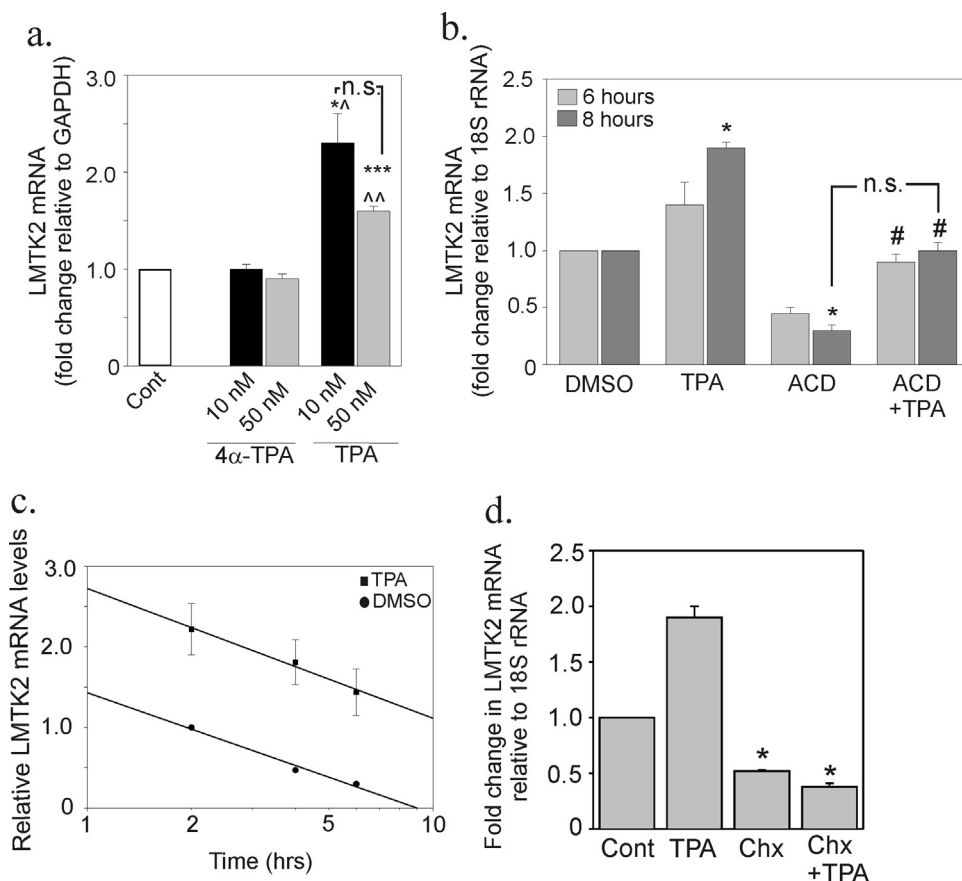 a.
LMTK2 mRNA
(fold change relative to GAPDH)
3.0
2.0
1.0
0
n.s.
*^
***
^^
Cont
10 nM
50 nM
10 nM
50 nM
4α-TPA
TPA
b.
LMTK2 mRNA
(fold change relative to 18S rRNA)
2.5
2.0
1.5
1.0
0.5
0
6 hours
8 hours
*
n.s.
*
#
#
DMSO
TPA
ACD
ACD
+TPA
c.
Relative LMTK2 mRNA levels
3.0
2.0
1.0
0
TPA
DMSO
1
2
5
10
Time (hrs)
d.
Fold change in LMTK2 mRNA
relative to 18S rRNA
2.5
2.0
1.5
1.0
0.5
0
*
*
Cont
TPA
Chx
Chx
+TPA